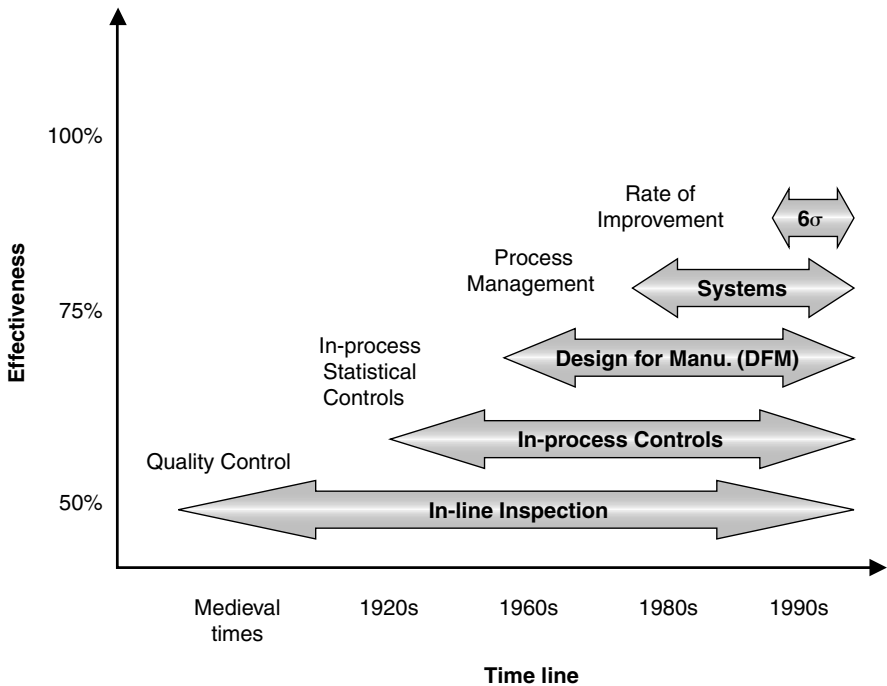 100%
Rate of
Improvement
6σ
Process
Management
Systems
75%
Effectiveness
In-process
Statistical
Controls
Design for Manu. (DFM)
In-process Controls
Quality Control
50%
In-line Inspection
Medieval
times
1920s
1960s
1980s
1990s
Time line